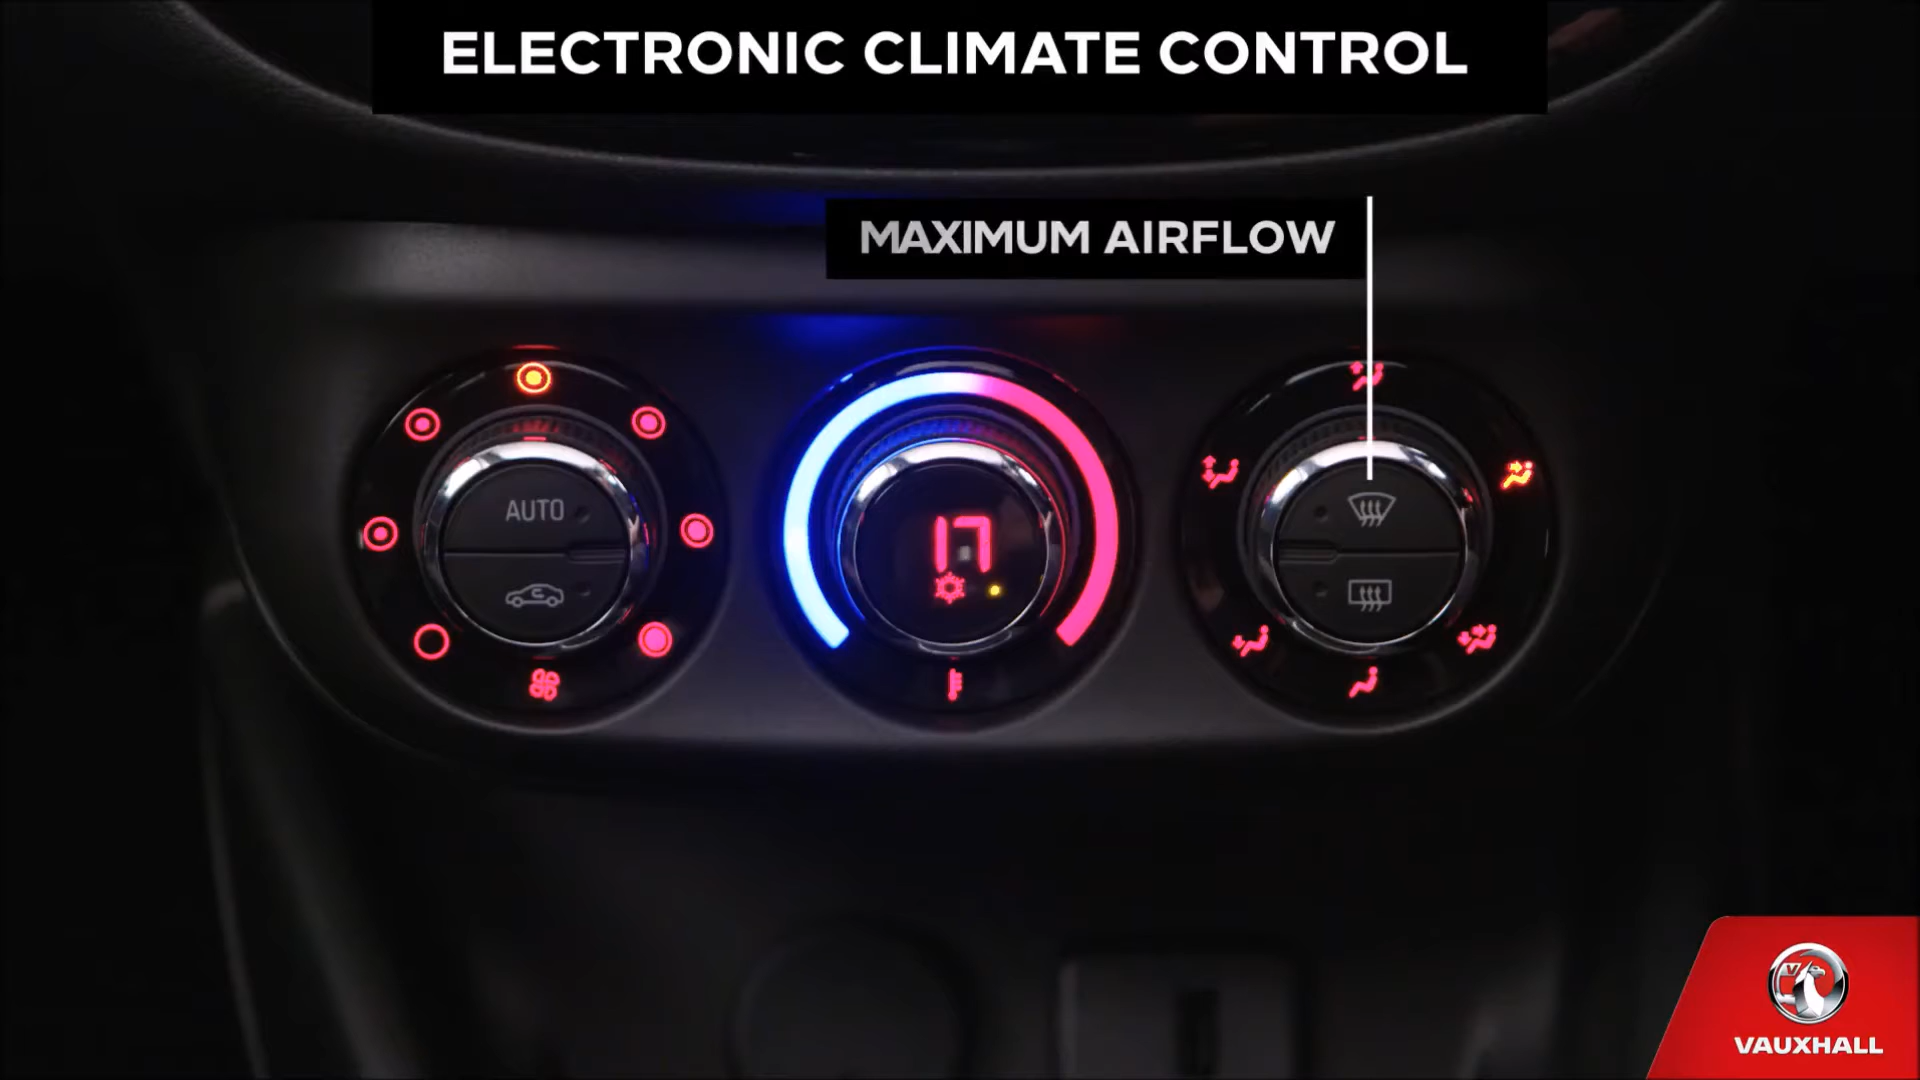 ELECTRONIC CLIMATE CONTROL
MAXIMUM AIRFLOW
AUTO
17
VAUXHALL